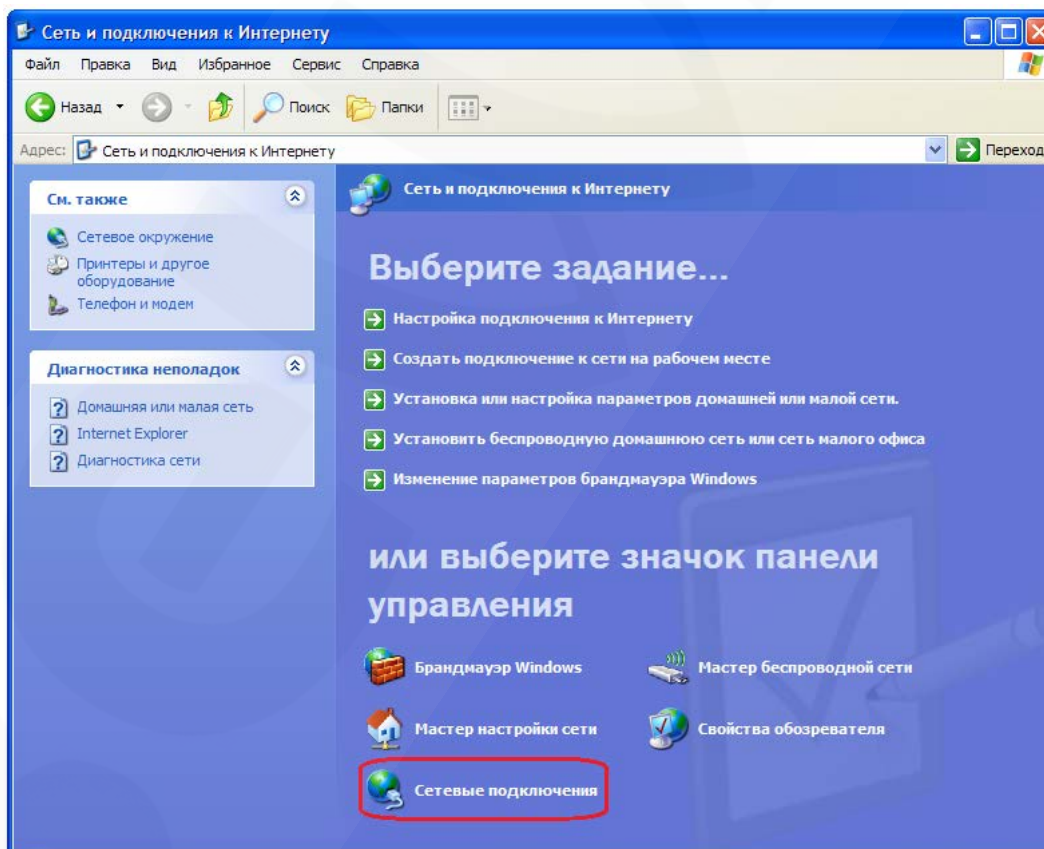 Сеть и подключения к Интернету
Файл Правка Вид Избранное Сервис Справка
Назад Поиск Папки
Адрес: Сеть и подключения к Интернету Переход
См. также
Сетевое окружение
Принтеры и другое
оборудование
Телефон и модем
Диагностика неполадок
Домашняя или малая сеть
Internet Explorer
Диагностика сети
Сеть и подключения к Интернету
Выберите задание...
Настройка подключения к Интернету
Создать подключение к сети на рабочем месте
Установка или настройка параметров домашней или малой сети.
Установить беспроводную домашнюю сеть или сеть малого офиса
Изменение параметров брандмауэра Windows
или выберите значок панели
управления
Брандмауэр Windows Мастер беспроводной сети
Мастер настройки сети Свойства обозревателя
Сетевые подключения